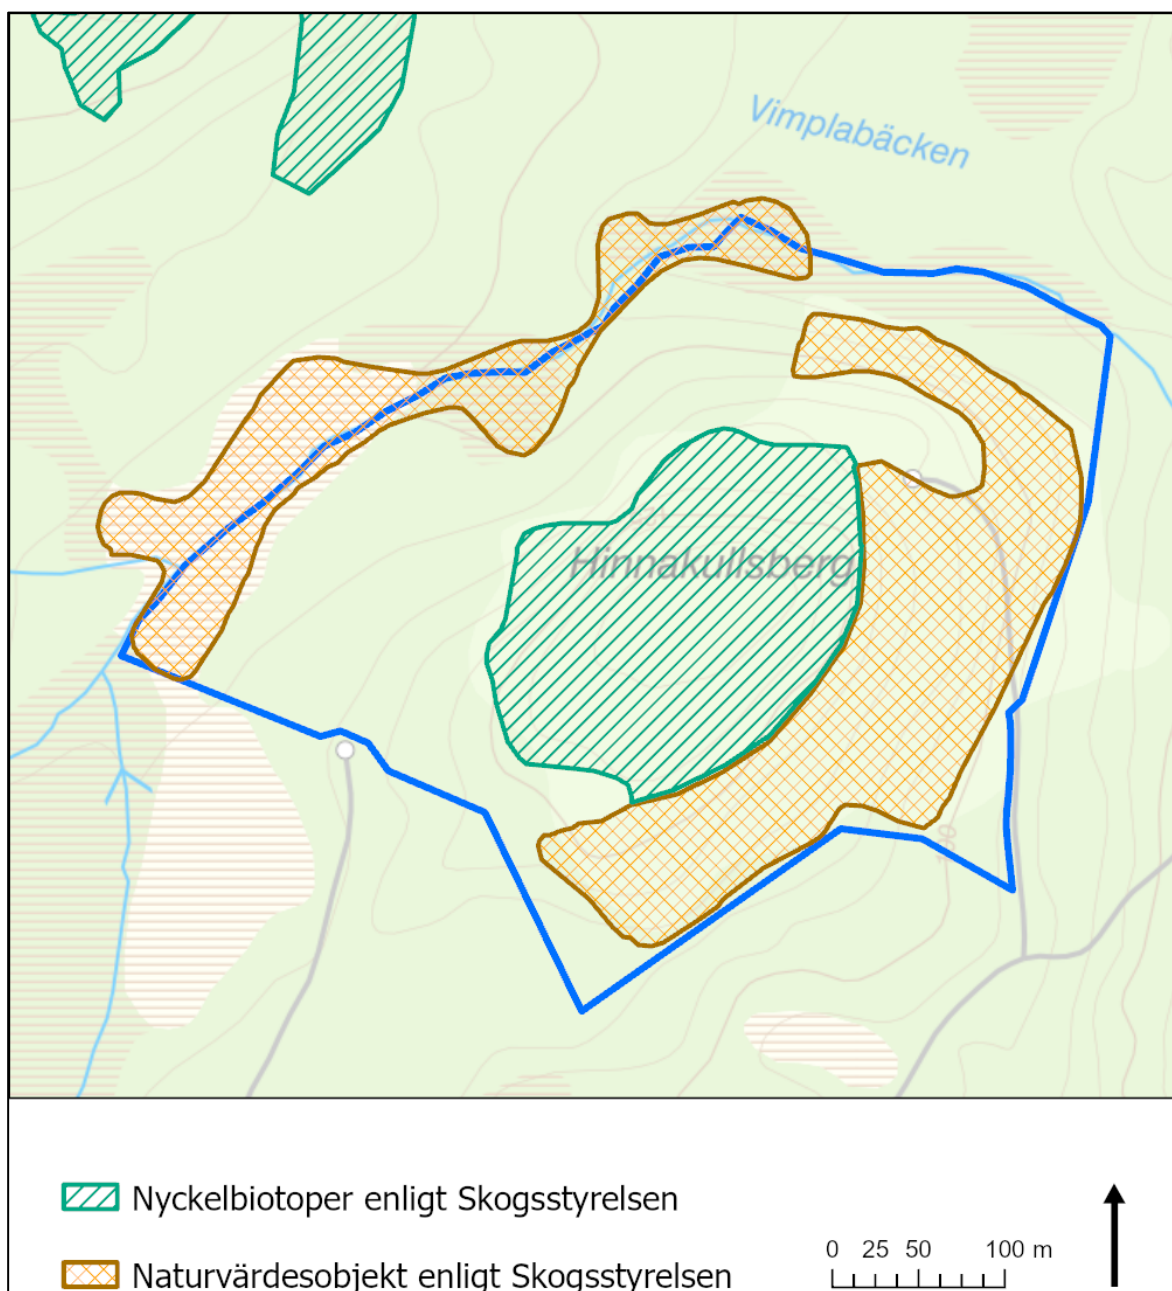 Vimplabäcken
Hinnakullsberg
Nyckelbiotoper enligt Skogsstyrelsen
0 25 50 100 m
Naturvärdesobjekt enligt Skogsstyrelsen